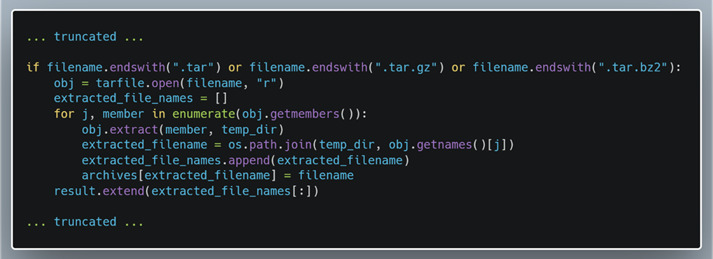 ... truncated ...
if filename.endswith(".tar") or filename.endswith(".tar.gz") or filename.endswith(".tar.bz2"):
    obj = tarfile.open(filename, "r")
    extracted_file_names = []
    for j, member in enumerate(obj.getmembers()):
        obj.extract(member, temp_dir)
        extracted_filename = os.path.join(temp_dir, obj.getnames()[j])
        extracted_file_names.append(extracted_filename)
        archives[extracted_filename] = filename
    result.extend(extracted_file_names[:])
... truncated ...